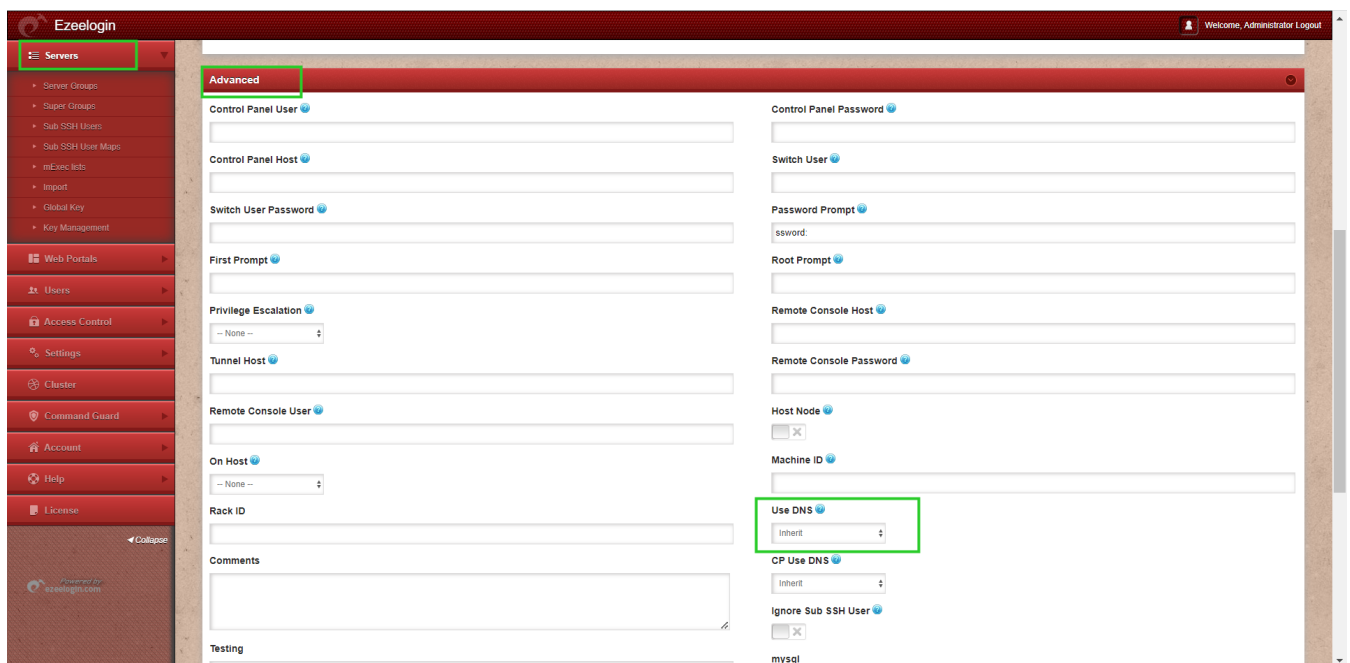 Ezeelogin
Welcome, Administrator Logout
Servers
Server Groups
Super Groups
Sub SSH Users
Sub SSH User Maps
mExec lists
Import
Global Key
Key Management
Web Portals
Users
Access Control
Settings
Cluster
Command Guard
Account
Help
License
Collapse
Powered by
ezeelogin.com
Advanced
Control Panel User
Control Panel Password
Control Panel Host
Switch User
Switch User Password
Password Prompt
ssword:
First Prompt
Root Prompt
Privilege Escalation
-- None --
Remote Console Host
Tunnel Host
Remote Console Password
Remote Console User
Host Node
On Host
-- None --
Machine ID
Rack ID
Use DNS
Inherit
Comments
CP Use DNS
Inherit
Ignore Sub SSH User
Testing
mysql